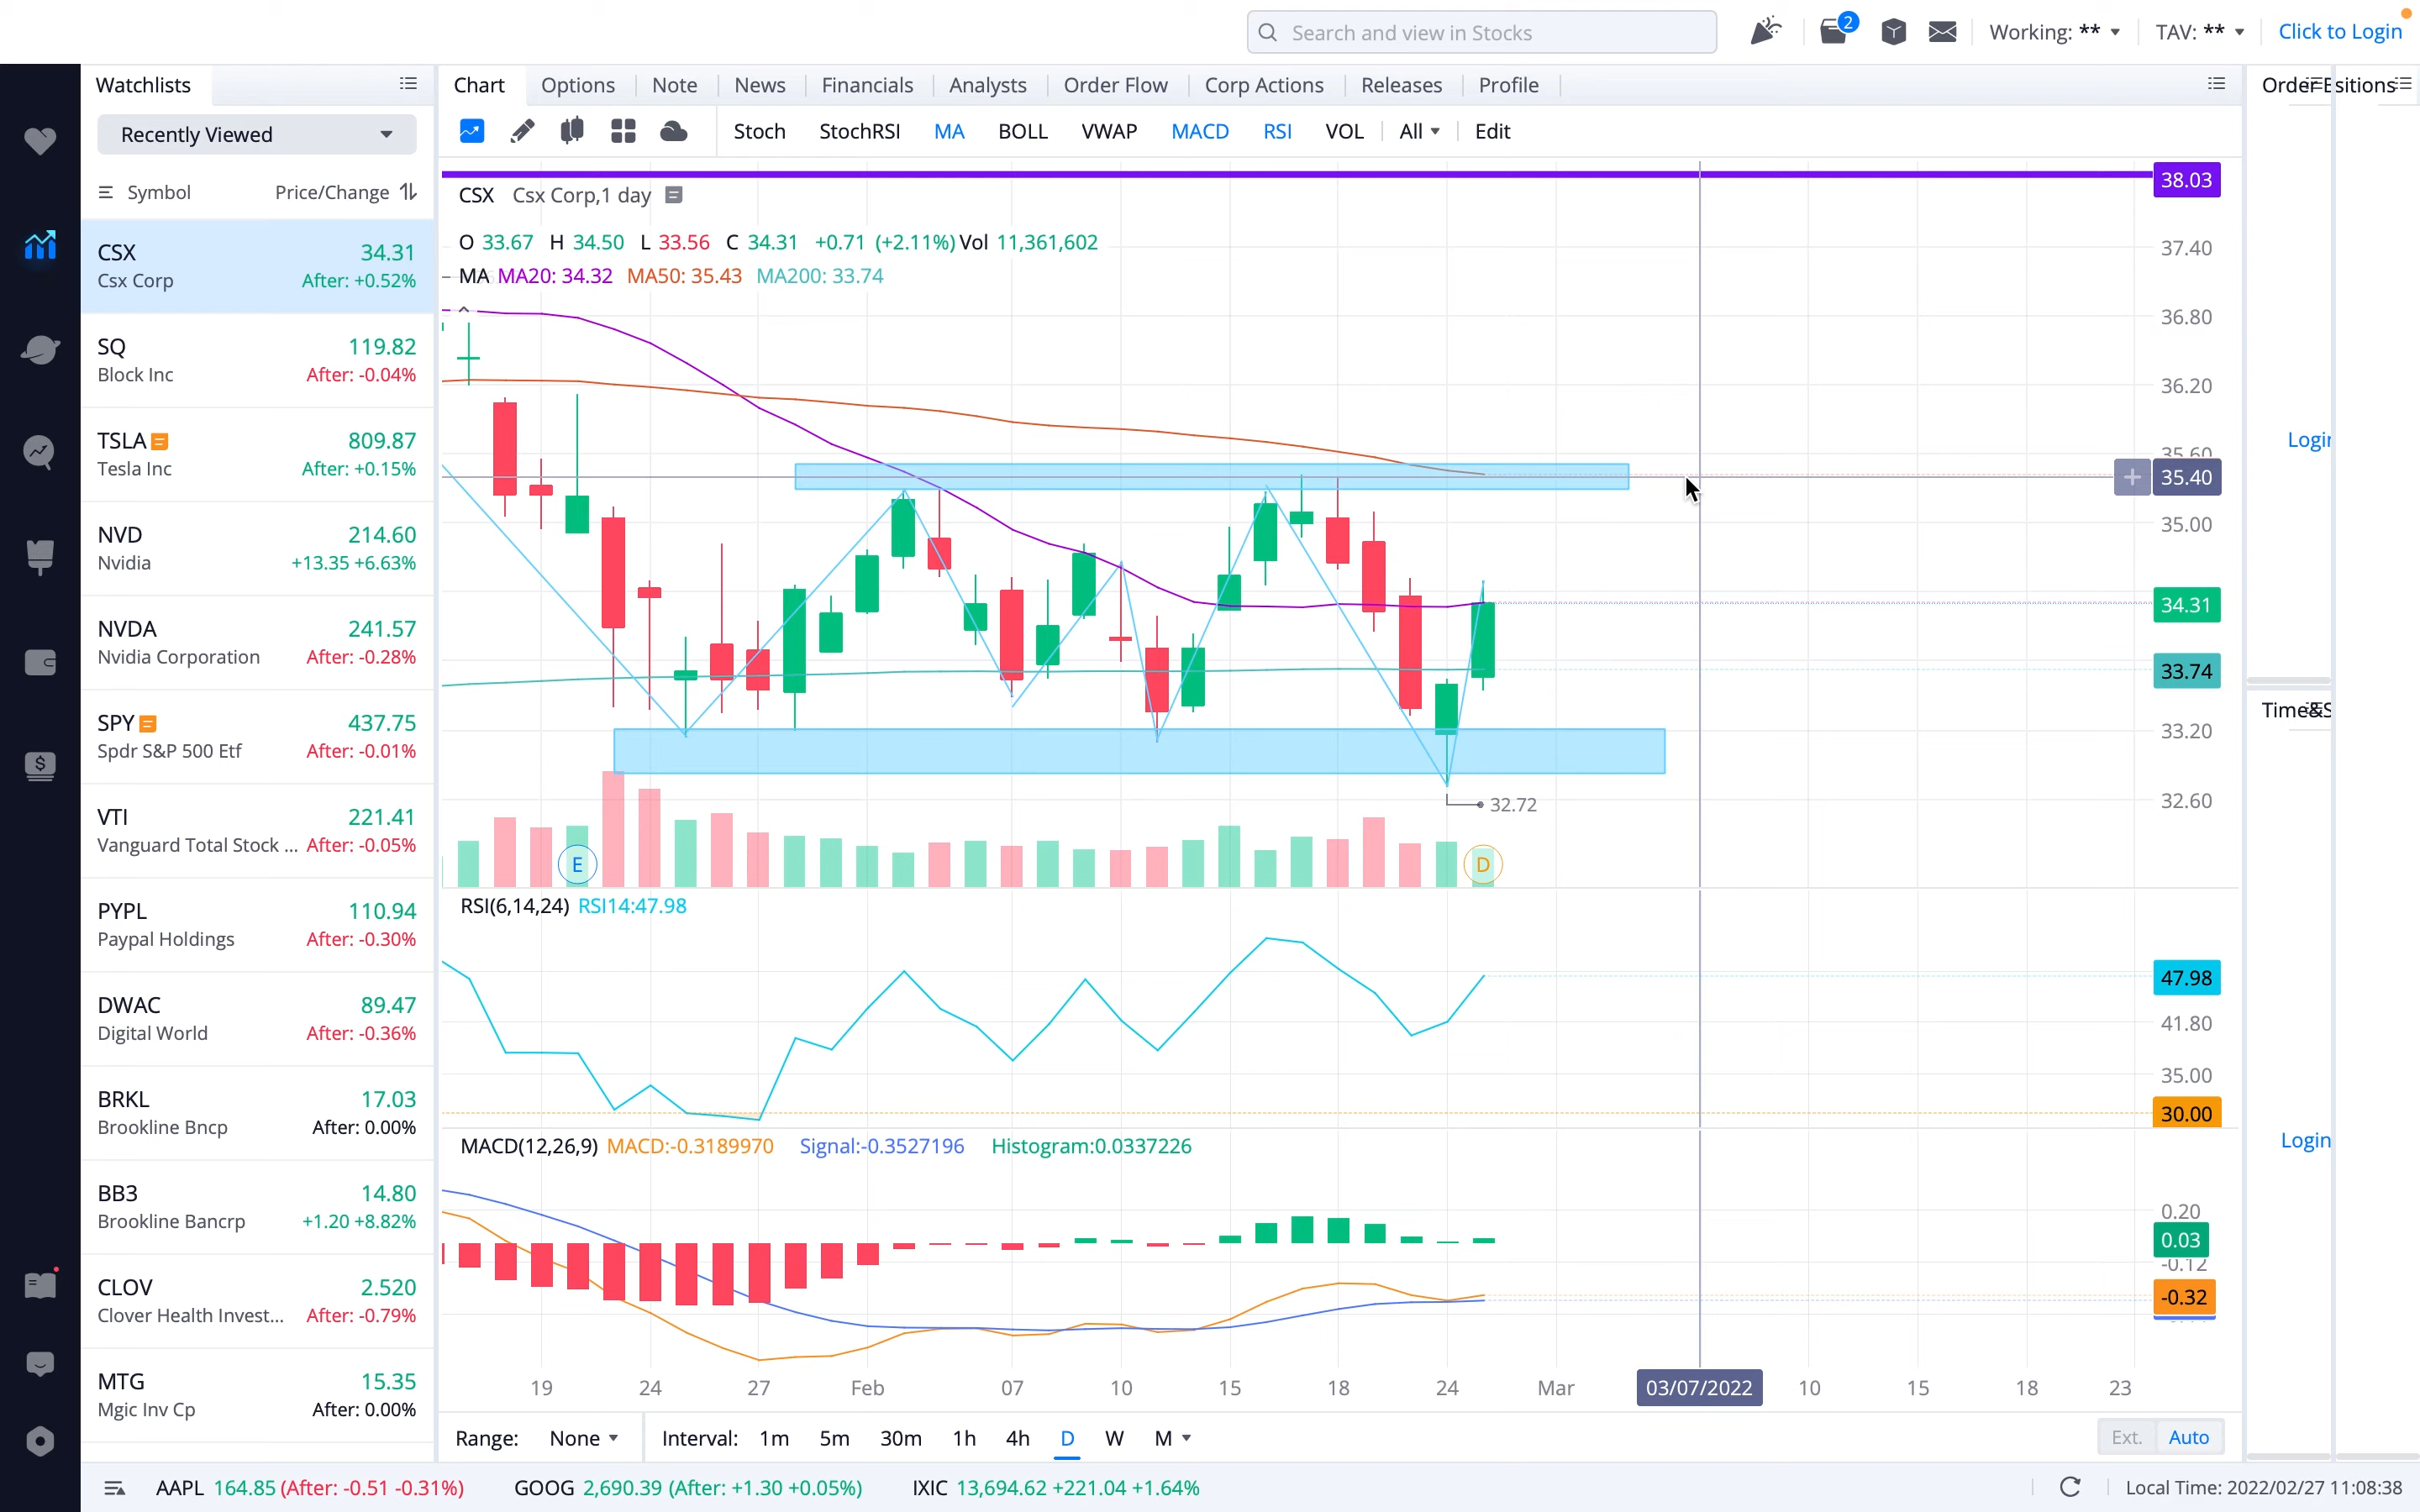 Search and view in Stocks
2
Working: **
TAV: **
Click to Login
Watchlists
Chart
Options
Note
News
Financials
Analysts
Order Flow
Corp Actions
Releases
Profile
Recently Viewed
Stoch
StochRSI
MA
BOLL
VWAP
MACD
RSI
VOL
All
Edit
Symbol
Price/Change
CSX 34.31
Csx Corp After: +0.52%
SQ 119.82
Block Inc After: -0.04%
TSLA 809.87
Tesla Inc After: +0.15%
NVD 214.60
Nvidia +13.35 +6.63%
NVDA 241.57
Nvidia Corporation After: -0.28%
SPY 437.75
Spdr S&P 500 Etf After: -0.01%
VTI 221.41
Vanguard Total Stock ... After: -0.05%
PYPL 110.94
Paypal Holdings After: -0.30%
DWAC 89.47
Digital World After: -0.36%
BRKL 17.03
Brookline Bncp After: 0.00%
BB3 14.80
Brookline Bancrp +1.20 +8.82%
CLOV 2.520
Clover Health Invest... After: -0.79%
MTG 15.35
Mgic Inv Cp After: 0.00%
CSX Csx Corp,1 day
O 33.67 H 34.50 L 33.56 C 34.31 +0.71 (+2.11%) Vol 11,361,602
MA MA20: 34.32 MA50: 35.43 MA200: 33.74
38.03
37.40
36.80
36.20
35.60
35.40
35.00
34.31
33.74
33.20
32.60
32.72
E
D
RSI(6,14,24) RSI14:47.98
47.98
41.80
35.00
30.00
MACD(12,26,9) MACD:-0.3189970 Signal:-0.3527196 Histogram:0.0337226
0.20
0.03
-0.12
-0.32
19 24 27 Feb 07 10 15 18 24 Mar 03/07/2022 10 15 18 23
Range: None Interval: 1m 5m 30m 1h 4h D W M
Ext. Auto
Login
AAPL 164.85 (After: -0.51 -0.31%) GOOG 2,690.39 (After: +1.30 +0.05%) IXIC 13,694.62 +221.04 +1.64%
Local Time: 2022/02/27 11:08:38